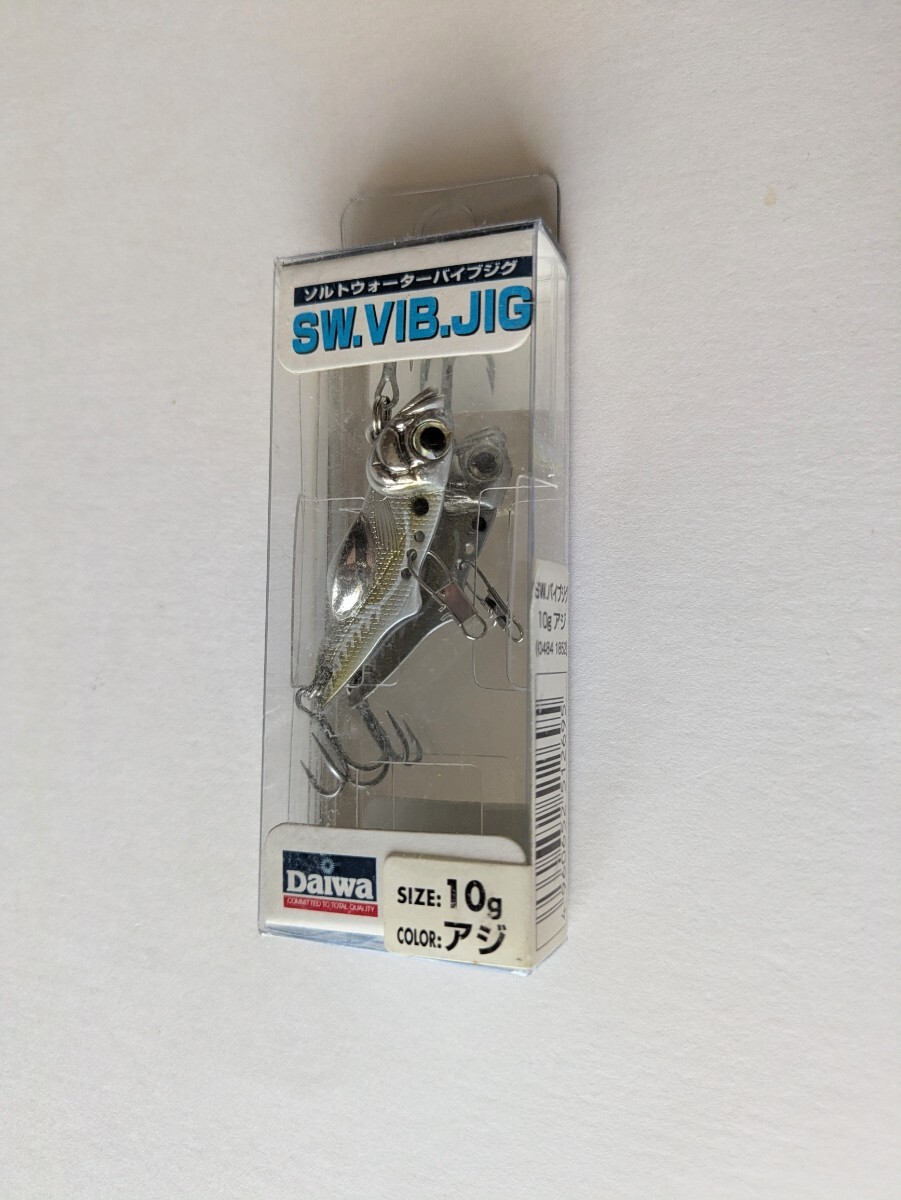 ソルトウォーターバイブジグ
SW.VIB.JIG
SW.バイブジグ
10g アジ
Daiwa
COMMITTED TO TOTAL QUALITY
SIZE: 10g
COLOR: アジ